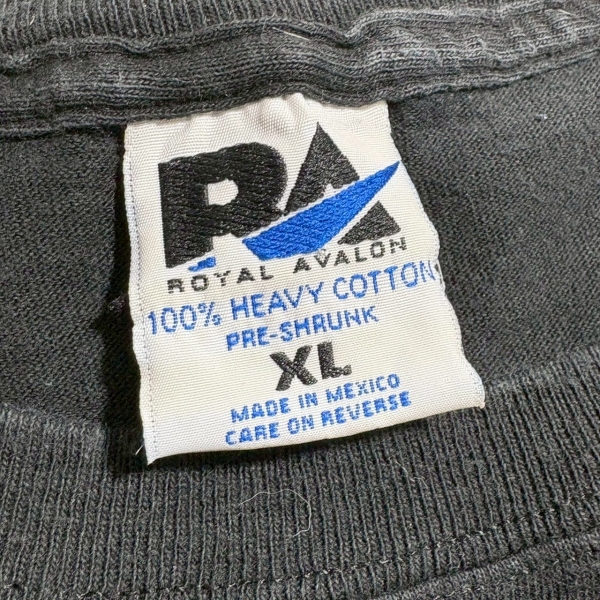 RA
ROYAL AVALON
100% HEAVY COTTON
PRE-SHRUNK
XL
MADE IN MEXICO
CARE ON REVERSE